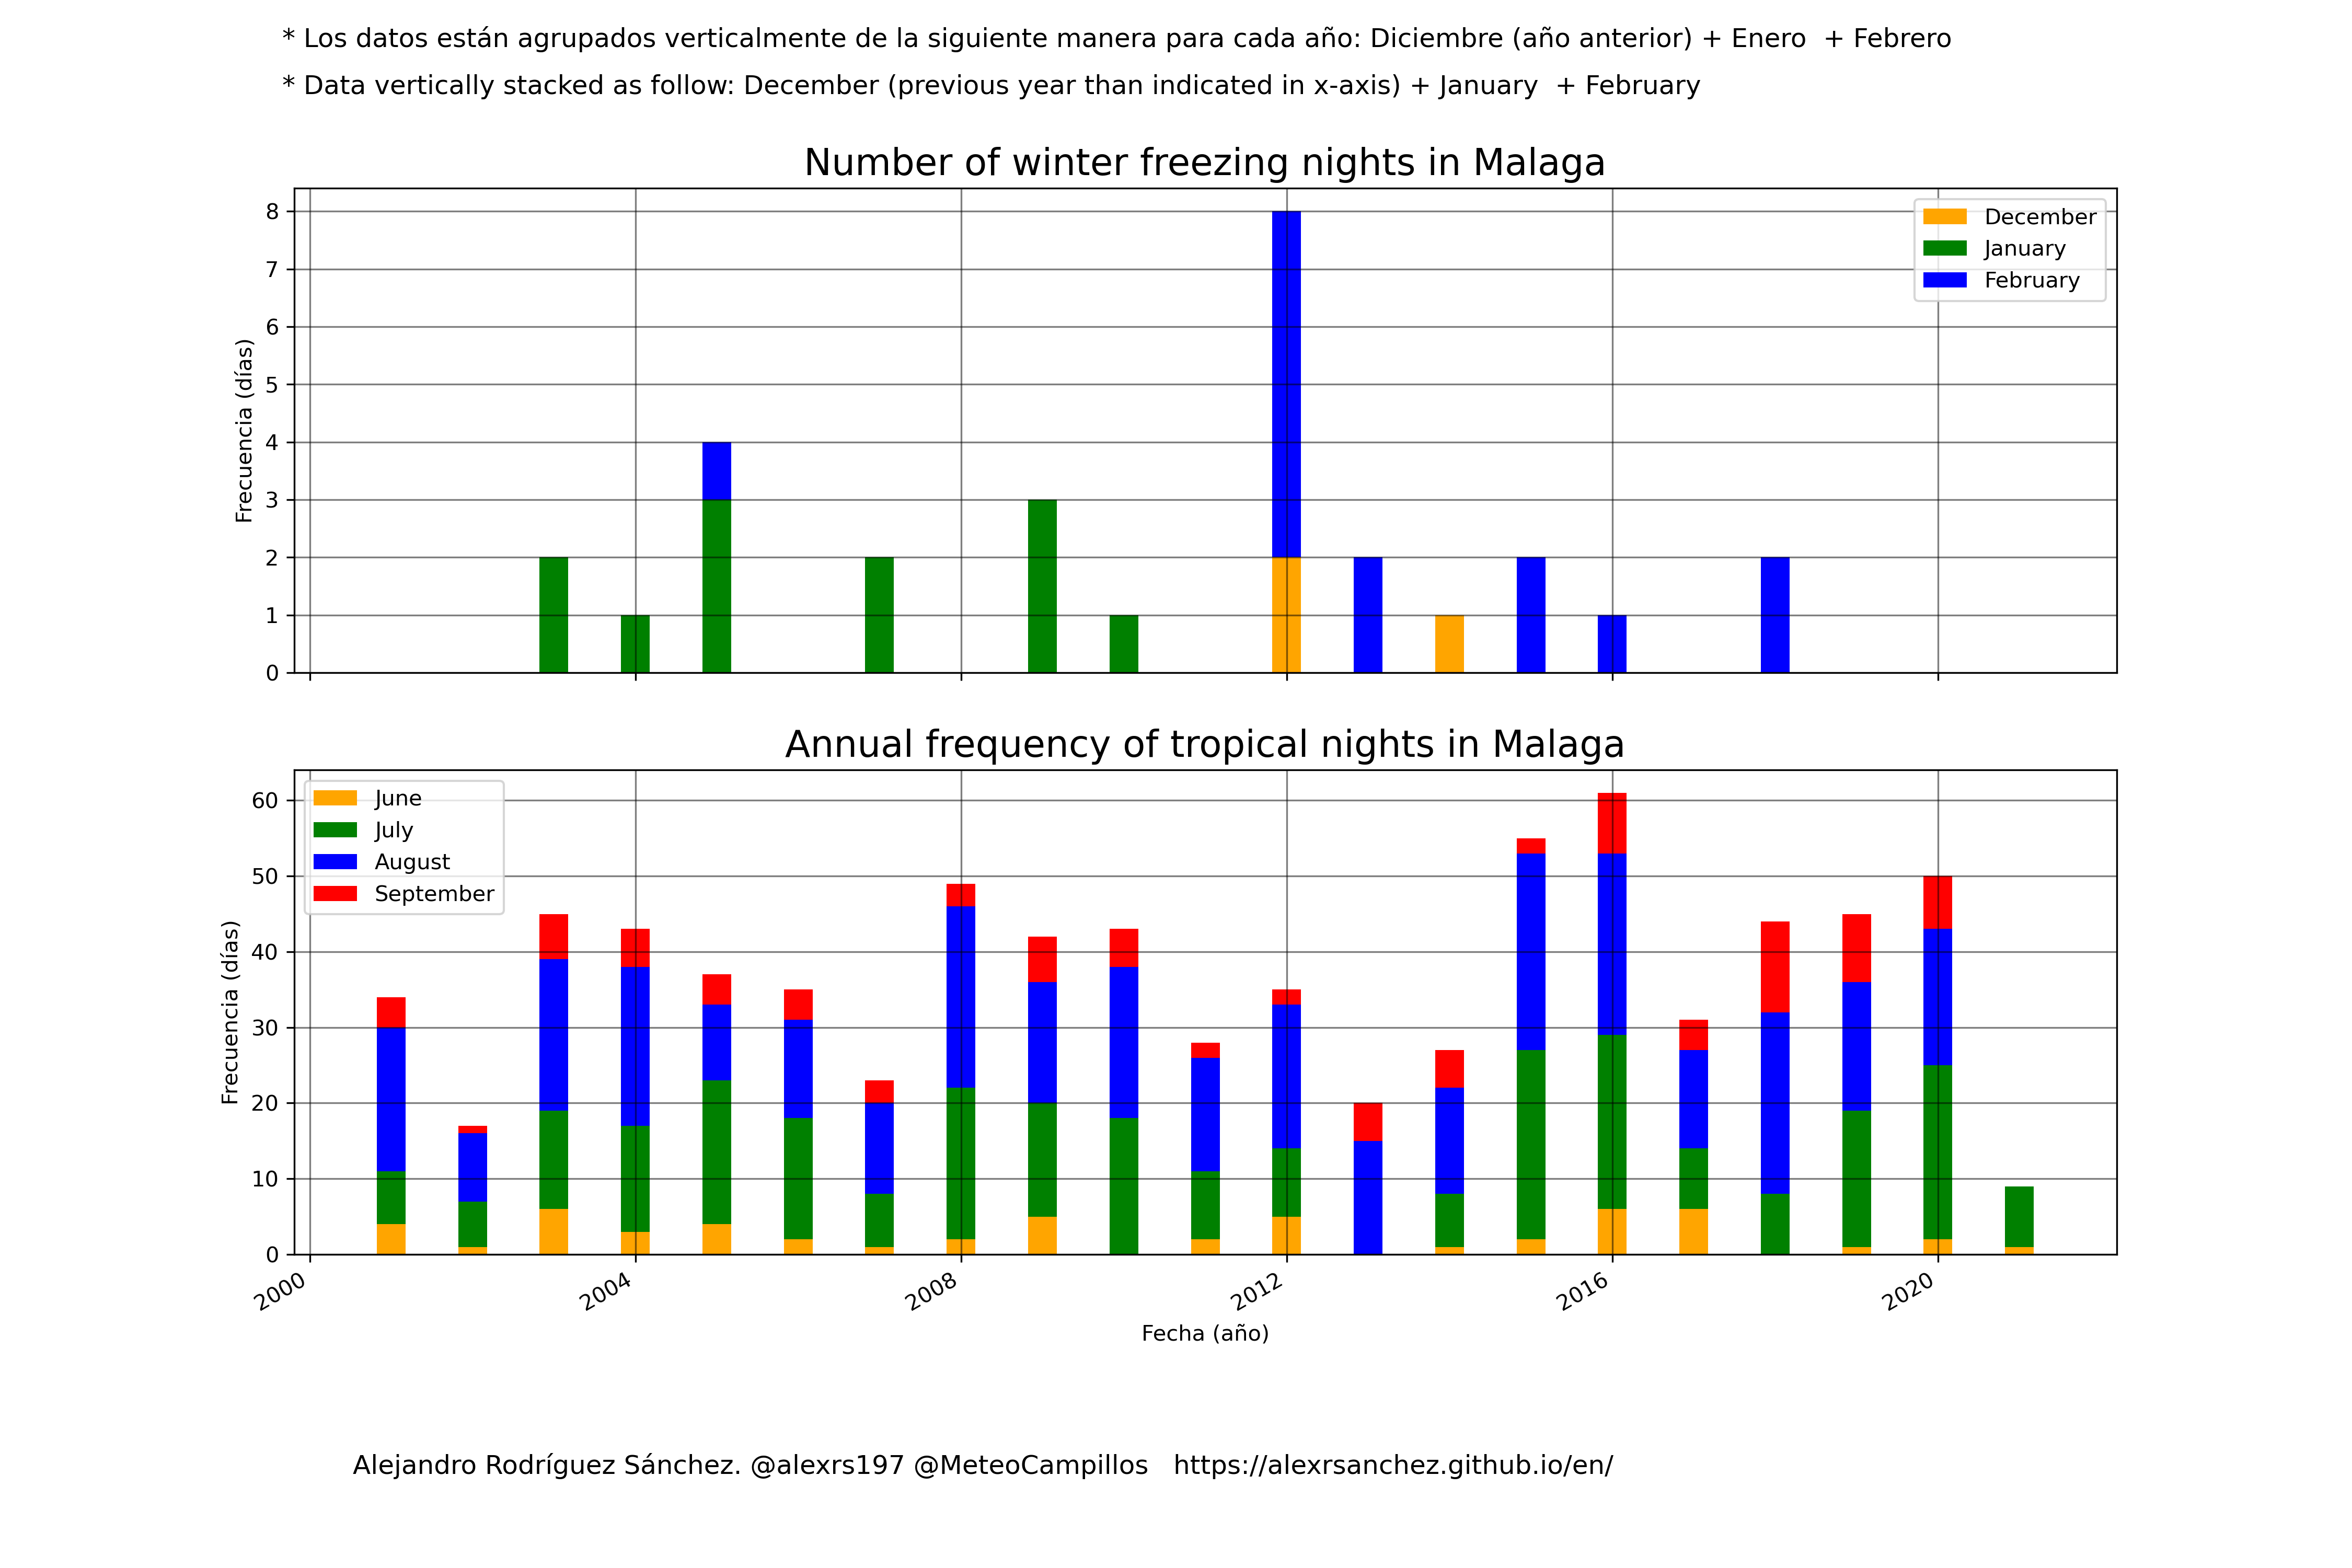 * Los datos están agrupados verticalmente de la siguiente manera para cada año: Diciembre (año anterior) + Enero  + Febrero
* Data vertically stacked as follow: December (previous year than indicated in x-axis) + January  + February
Number of winter freezing nights in Malaga
8
7
6
5
4
3
2
1
0
Frecuencia (días)
December
January
February
Annual frequency of tropical nights in Malaga
60
50
40
30
20
10
0
Frecuencia (días)
June
July
August
September
2000
2004
2008
2012
2016
2020
Fecha (año)
Alejandro Rodríguez Sánchez. @alexrs197 @MeteoCampillos   https://alexrsanchez.github.io/en/